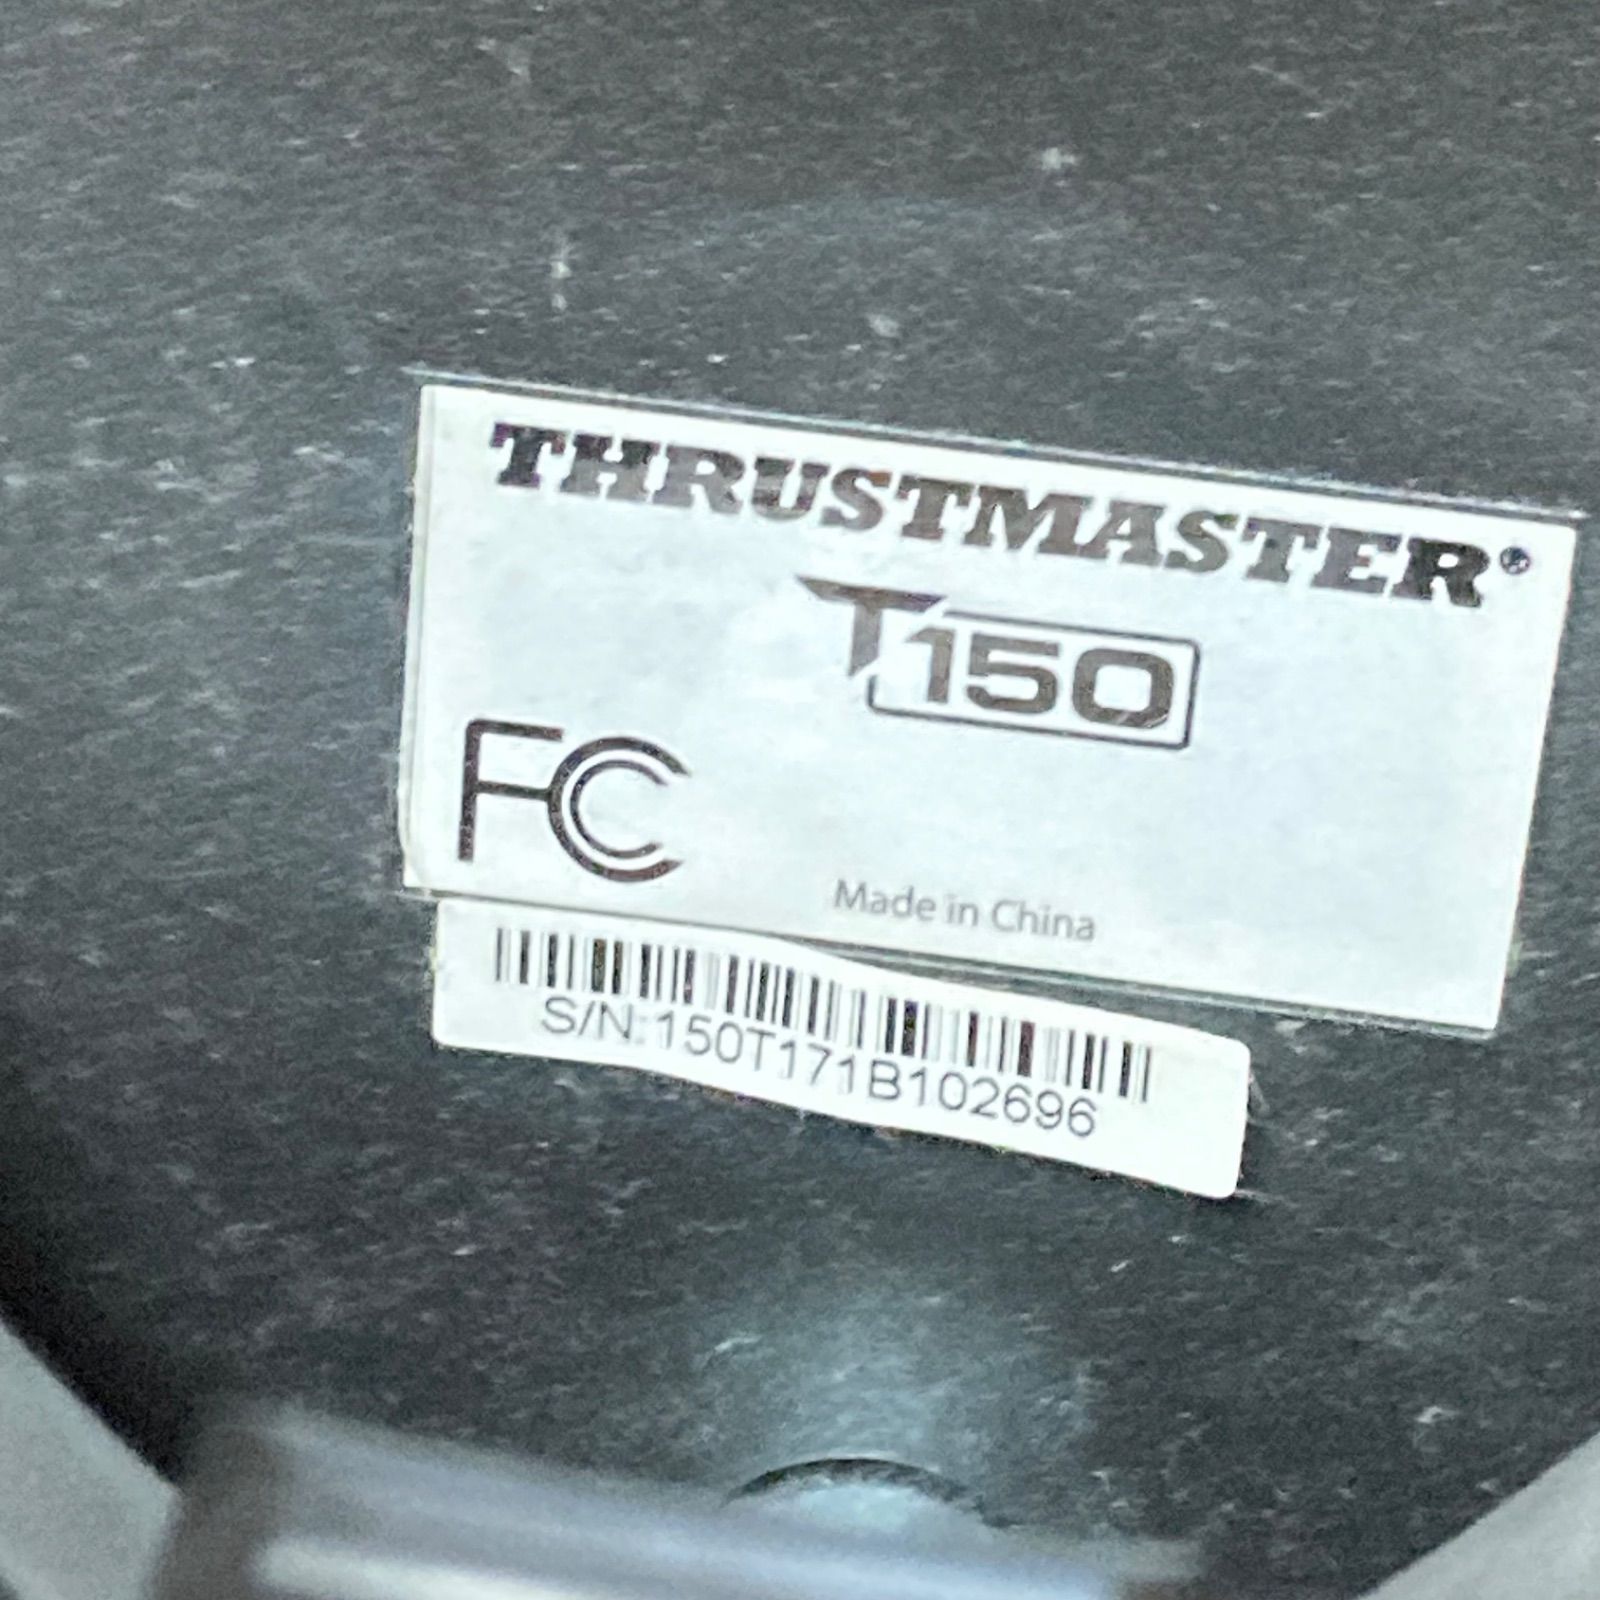 THRUSTMASTER®
T150
FC
Made in China
S/N:150T171B102696